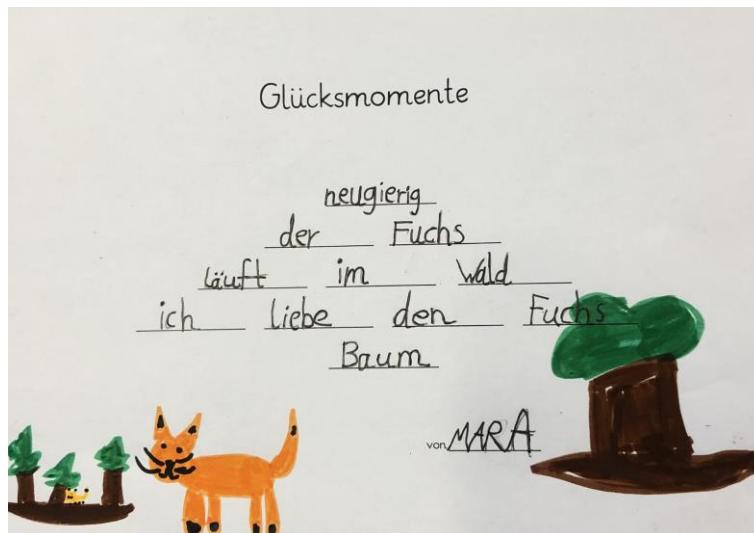 Glücksmomente
neugierig
der Fuchs
läuft im Wald
ich liebe den Fuchs
Baum
von MARA